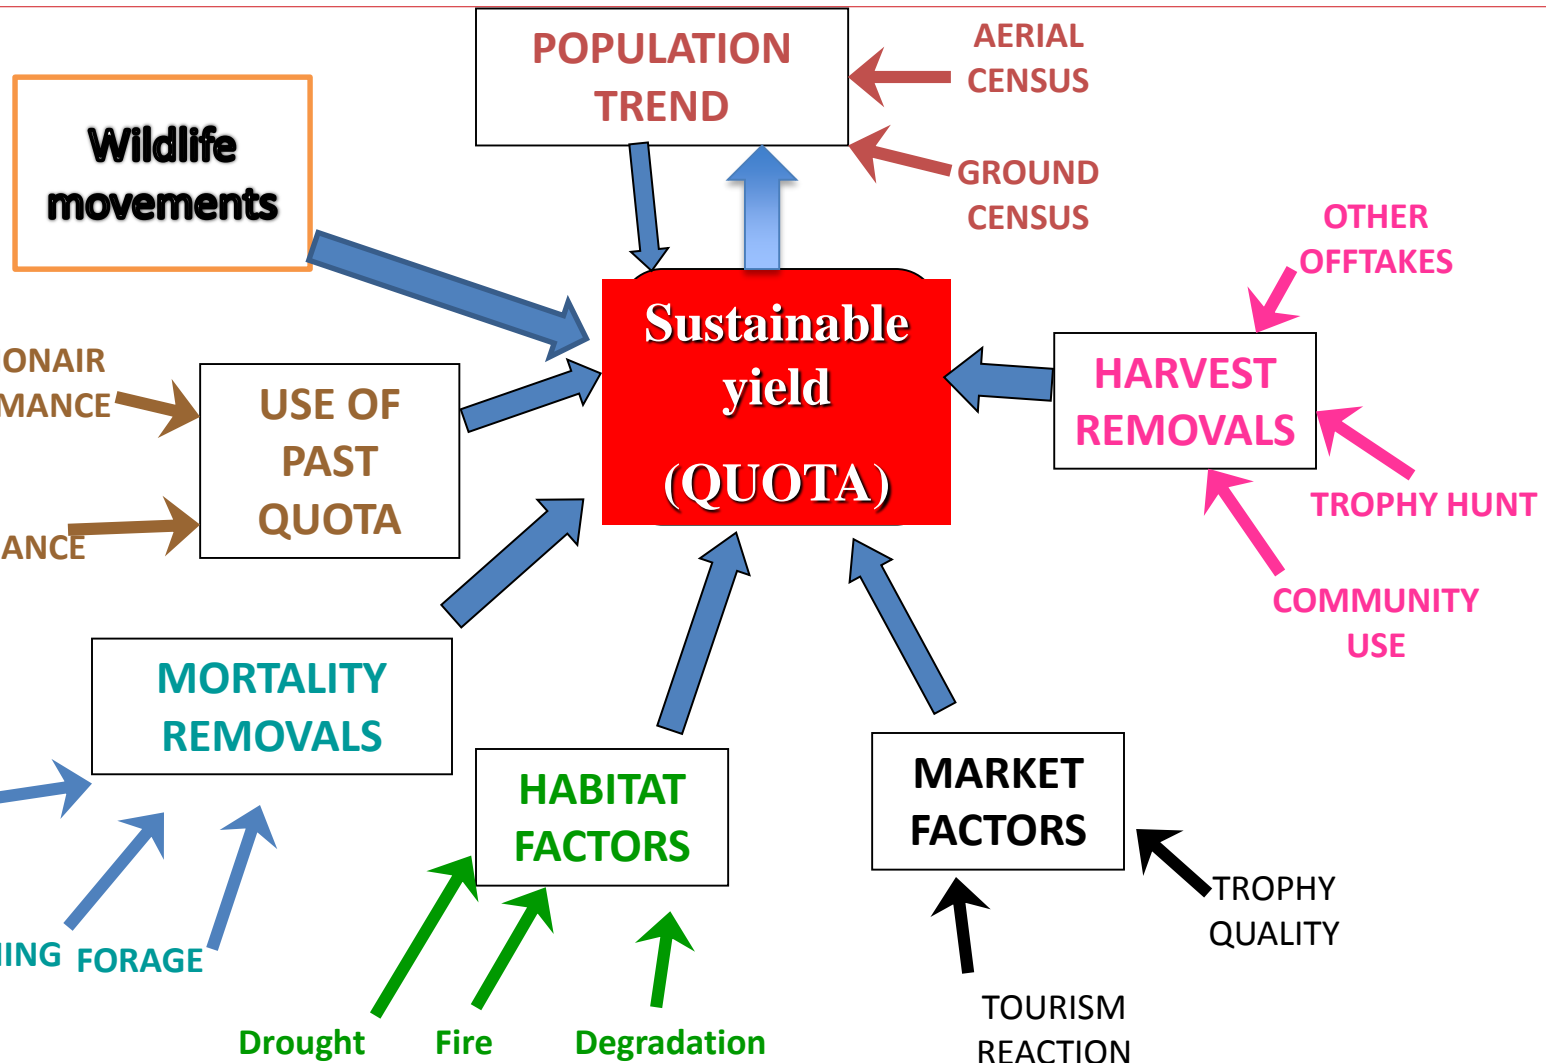 POPULATION
TREND
AERIAL
CENSUS
GROUND
CENSUS
Wildlife
movements
Sustainable
yield
(QUOTA)
OTHER
OFFTAKES
HARVEST
REMOVALS
TROPHY HUNT
COMMUNITY
USE
USE OF
PAST
QUOTA
MORTALITY
REMOVALS
FORAGE
HABITAT
FACTORS
Drought
Fire
Degradation
MARKET
FACTORS
TROPHY
QUALITY
TOURISM
REACTION